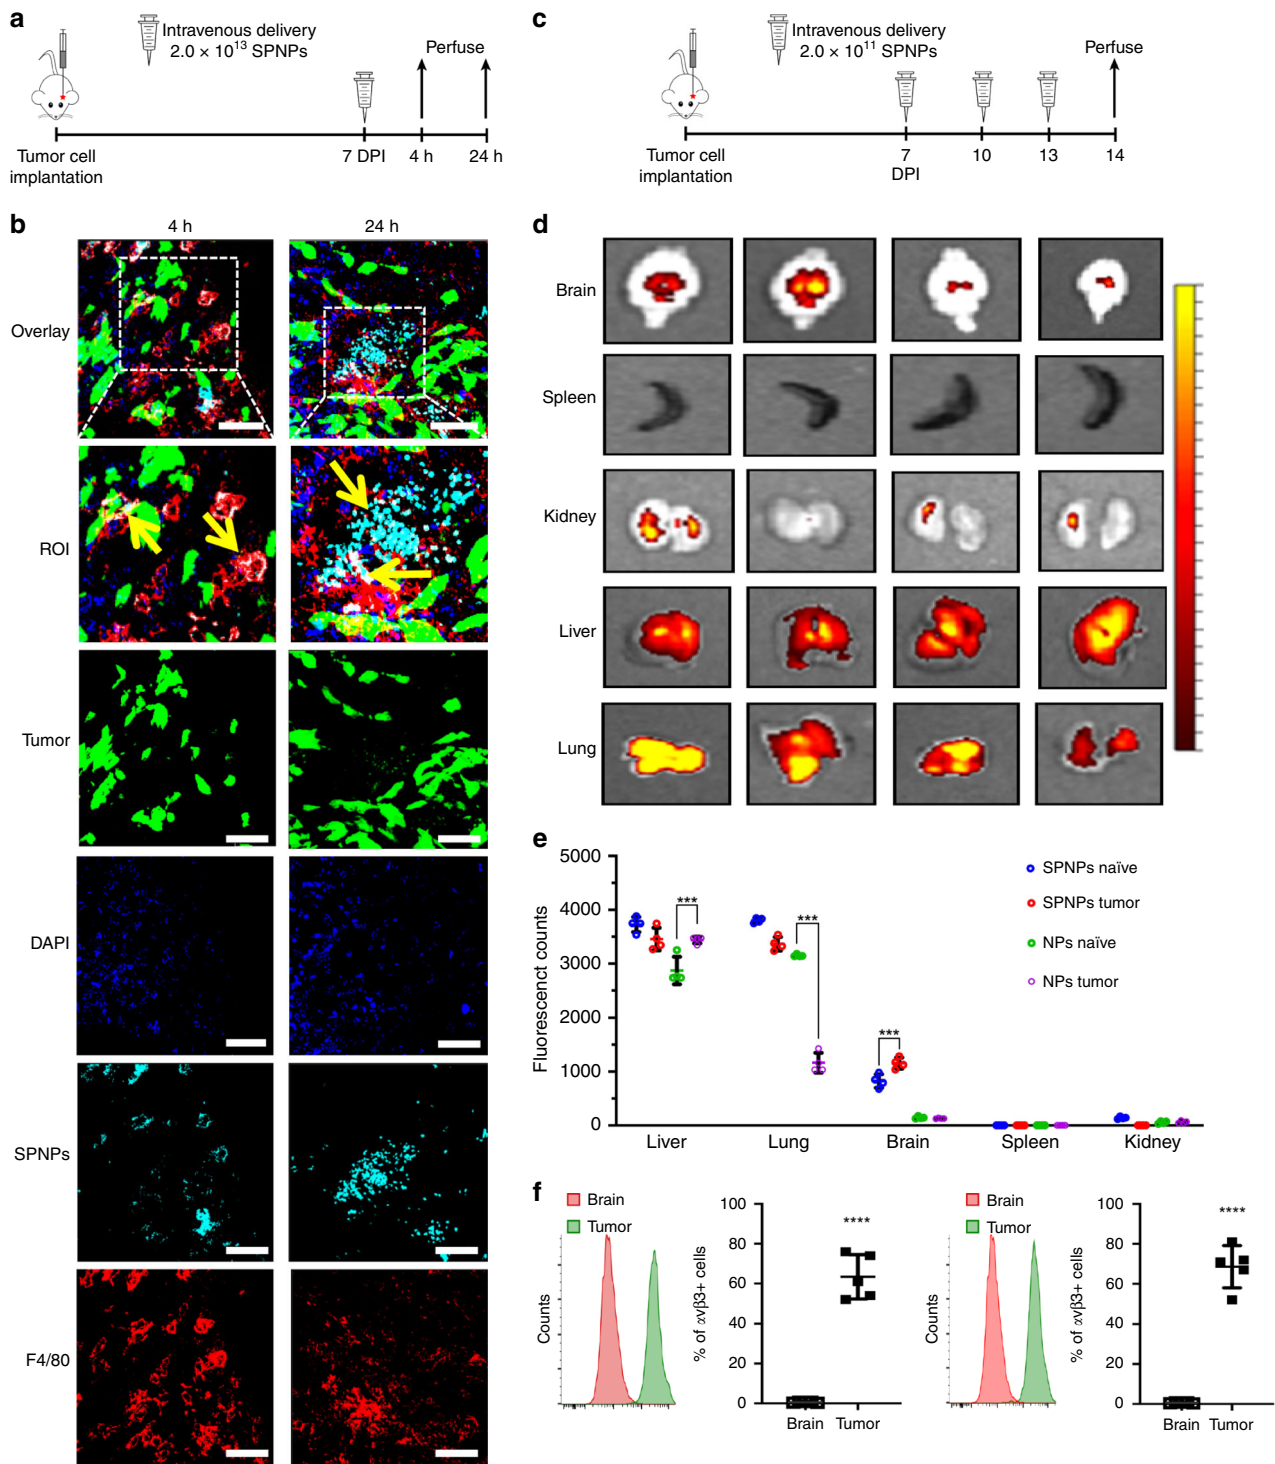 a
Intravenous delivery
2.0 × 10¹³ SPNPs
Perfuse
Tumor cell
implantation
7 DPI
4 h
24 h
c
Intravenous delivery
2.0 × 10¹¹ SPNPs
Perfuse
Tumor cell
implantation
7
DPI
10
13
14
b
4 h
24 h
Overlay
ROI
Tumor
DAPI
SPNPs
F4/80
d
Brain
Spleen
Kidney
Liver
Lung
e
Fluorescenct counts
5000
4000
3000
2000
1000
0
***
***
***
SPNPs naïve
SPNPs tumor
NPs naïve
NPs tumor
Liver
Lung
Brain
Spleen
Kidney
f
Brain
Tumor
Counts
% of αvβ3+ cells
100
80
60
40
20
0
****
Brain
Tumor
Brain
Tumor
Counts
% of αvβ3+ cells
100
80
60
40
20
0
****
Brain
Tumor